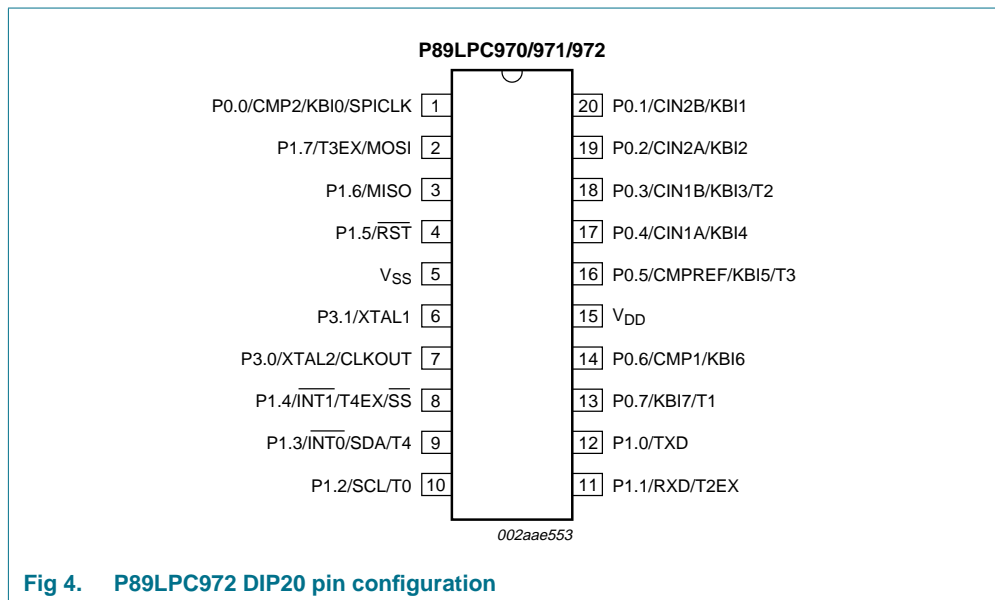 P89LPC970/971/972
P0.0/CMP2/KBI0/SPICLK 1 20 P0.1/CIN2B/KBI1
P1.7/T3EX/MOSI 2 19 P0.2/CIN2A/KBI2
P1.6/MISO 3 18 P0.3/CIN1B/KBI3/T2
P1.5/R̅S̅T̅ 4 17 P0.4/CIN1A/KBI4
VSS 5 16 P0.5/CMPREF/KBI5/T3
P3.1/XTAL1 6 15 VDD
P3.0/XTAL2/CLKOUT 7 14 P0.6/CMP1/KBI6
P1.4/I̅N̅T̅1̅/T4EX/S̅S̅ 8 13 P0.7/KBI7/T1
P1.3/I̅N̅T̅0̅/SDA/T4 9 12 P1.0/TXD
P1.2/SCL/T0 10 11 P1.1/RXD/T2EX
002aae553
Fig 4. P89LPC972 DIP20 pin configuration